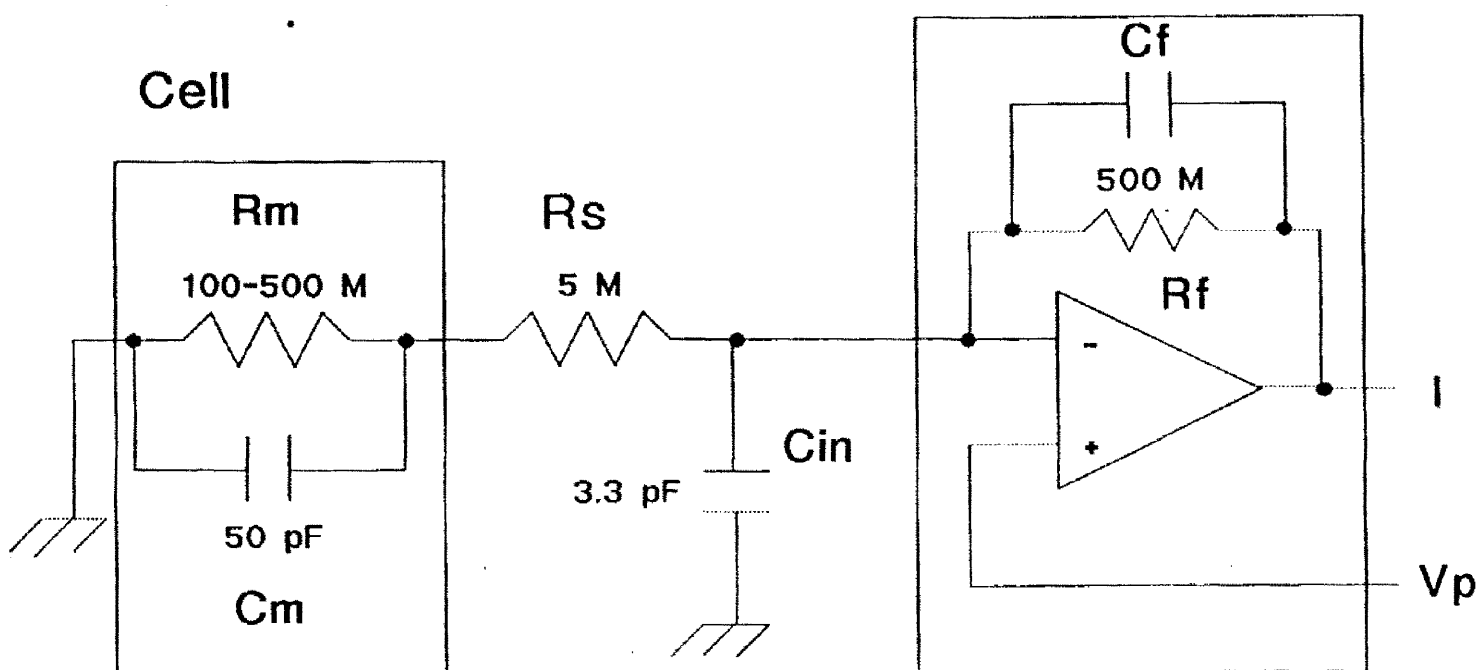 Cell
Rm
100-500 M
50 pF
Cm
Rs
5 M
Cin
3.3 pF
Cf
500 M
Rf
-
+
I
Vp